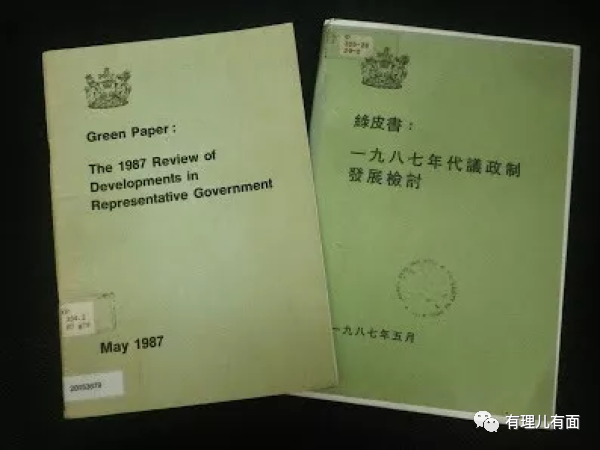 Green Paper :
The 1987 Review of
Developments in
Representative Government
May 1987
綠皮書：
一九八七年代議政制
發展檢討
一九八七年五月
有理儿有面